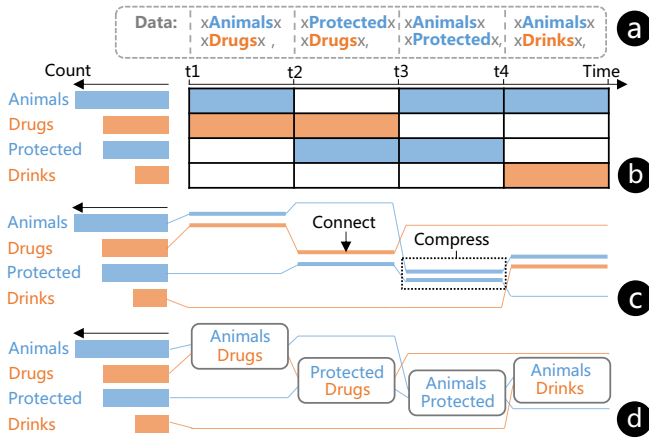 Data: xAnimalsx xProtectedx xAnimals xAnimalsx
xDrugsx , xDrugsx, xProtectedx, xDrinksx,
a
Count t1 t2 t3 t4 Time
Animals
Drugs
Protected
Drinks
b
Animals
Connect
Drugs
Compress
Protected
Drinks
c
Animals
Drugs
Protected
Drinks
Animals
Drugs
Protected
Drugs
Animals
Protected
Animals
Drinks
d